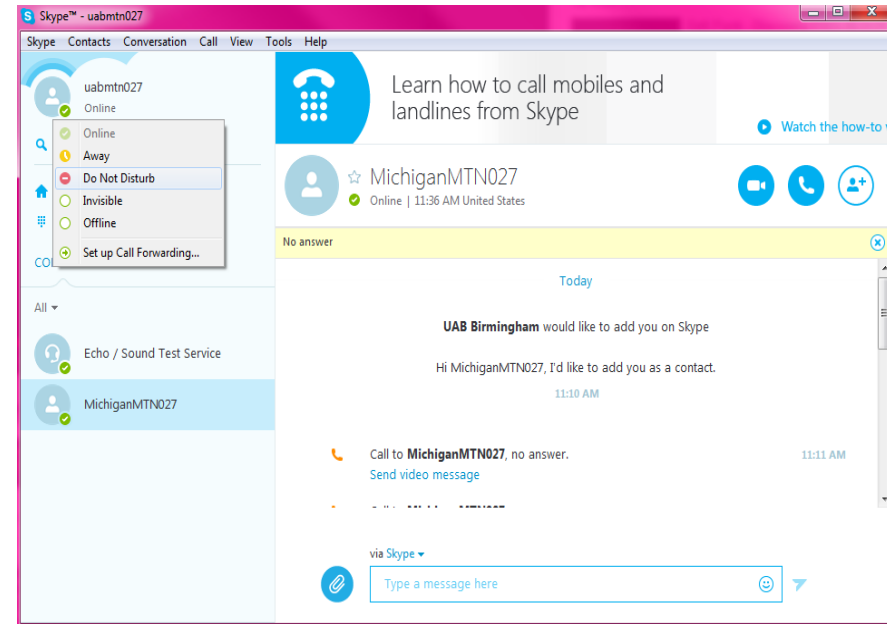 Skype™ - uabmtn027
Skype Contacts Conversation Call View Tools Help
uabmtn027
Online
Online
Away
Do Not Disturb
Invisible
Offline
Set up Call Forwarding...
All
Echo / Sound Test Service
MichiganMTN027
Learn how to call mobiles and
landlines from Skype
Watch the how-to
MichiganMTN027
Online | 11:36 AM United States
No answer
Today
UAB Birmingham would like to add you on Skype
Hi MichiganMTN027, I'd like to add you as a contact.
11:10 AM
Call to MichiganMTN027, no answer. 11:11 AM
Send video message
via Skype
Type a message here